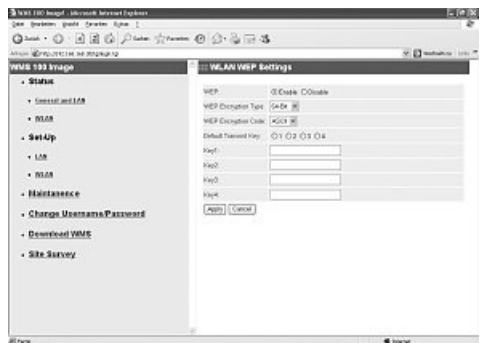 WMS 100 Image
Status
General and LAN
WLAN
Set-Up
LAN
WLAN
Maintanence
Change Username/Password
Download WMS
Site Survey
WLAN WEP Settings
WEP: Enable Disable
WEP Encryption Type: 64-Bit
WEP Encryption Code: ASCII
Default Transmit Key: 1 2 3 4
Key1:
Key2:
Key3:
Key4:
Apply Cancel
Internet